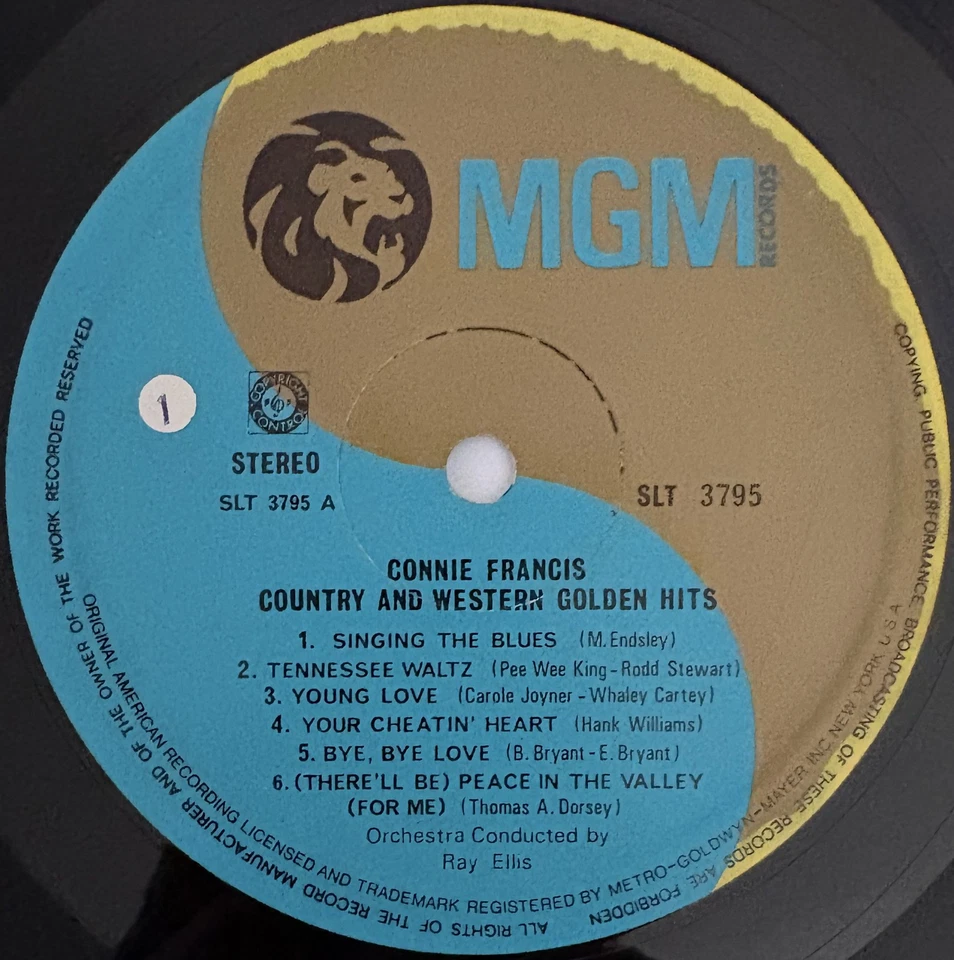 MGM
RECORDS
COPYRIGHT
CONTROL
1
STEREO
SLT 3795 A
SLT 3795
CONNIE FRANCIS
COUNTRY AND WESTERN GOLDEN HITS
1. SINGING THE BLUES (M. Endsley)
2. TENNESSEE WALTZ (Pee Wee King - Rodd Stewart)
3. YOUNG LOVE (Carole Joyner - Whaley Cartey)
4. YOUR CHEATIN' HEART (Hank Williams)
5. BYE, BYE LOVE (B. Bryant - E. Bryant)
6. (THERE'LL BE) PEACE IN THE VALLEY
(FOR ME) (Thomas A. Dorsey)
Orchestra Conducted by
Ray Ellis
ORIGINAL AMERICAN RECORDING LICENSED AND TRADEMARK REGISTERED BY METRO-GOLDWYN-MAYER INC NEW YORK U S A
ALL RIGHTS OF THE RECORD MANUFACTURER AND OF THE OWNER OF THE WORK RECORDED RESERVED
COPYING, PUBLIC PERFORMANCE, BROADCASTING OF THESE RECORDS ARE FORBIDDEN